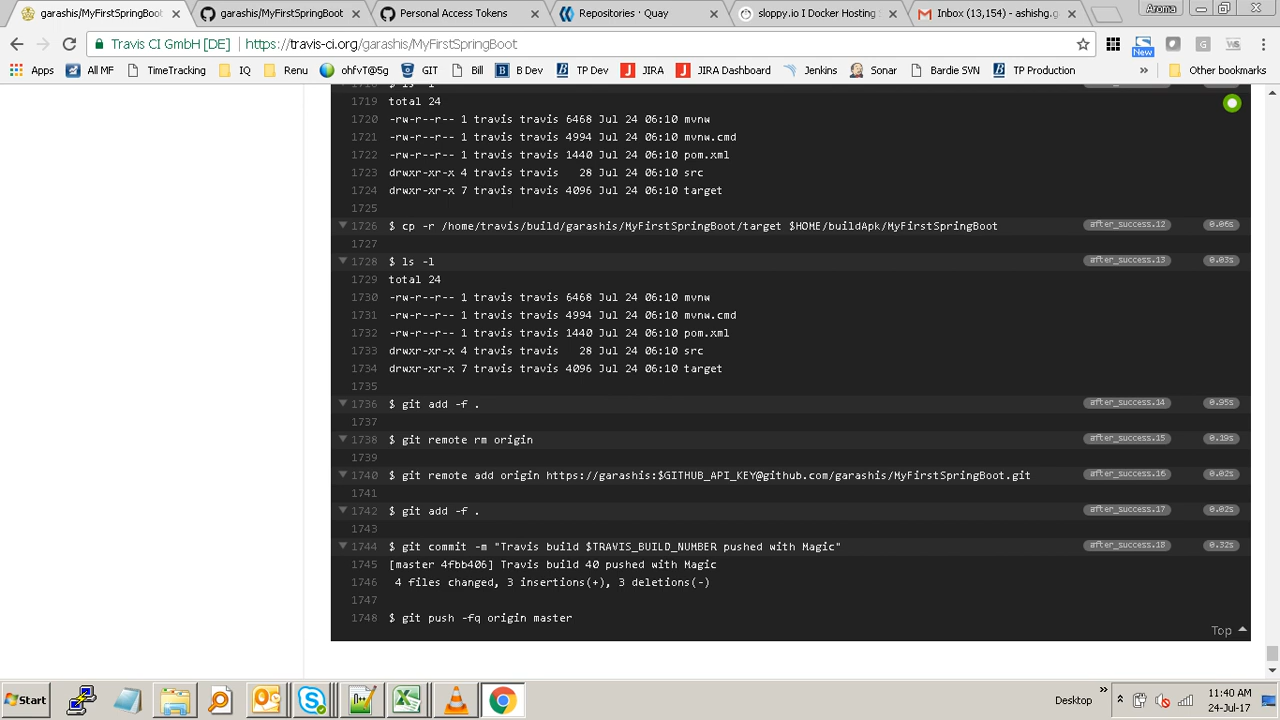 garashis/MyFirstSpringBoot
garashis/MyFirstSpringBoot
Personal Access Tokens
Repositories · Quay
sloppy.io | Docker Hosting
Inbox (13,154) - ashishg.
Aroma
Travis CI GmbH [DE] https://travis-ci.org/garashis/MyFirstSpringBoot
New
Apps All MF TimeTracking IQ Renu ohfvT@5g GIT Bill B Dev TP Dev JIRA JIRA Dashboard Jenkins Sonar Bardie SVN TP Production » Other bookmarks
1718 $ ls -l
1719 total 24
1720 -rw-r--r-- 1 travis travis 6468 Jul 24 06:10 mvnw
1721 -rw-r--r-- 1 travis travis 4994 Jul 24 06:10 mvnw.cmd
1722 -rw-r--r-- 1 travis travis 1440 Jul 24 06:10 pom.xml
1723 drwxr-xr-x 4 travis travis 28 Jul 24 06:10 src
1724 drwxr-xr-x 7 travis travis 4096 Jul 24 06:10 target
1725
1726 $ cp -r /home/travis/build/garashis/MyFirstSpringBoot/target $HOME/buildApk/MyFirstSpringBoot after_success.12 0.06s
1727
1728 $ ls -l after_success.13 0.03s
1729 total 24
1730 -rw-r--r-- 1 travis travis 6468 Jul 24 06:10 mvnw
1731 -rw-r--r-- 1 travis travis 4994 Jul 24 06:10 mvnw.cmd
1732 -rw-r--r-- 1 travis travis 1440 Jul 24 06:10 pom.xml
1733 drwxr-xr-x 4 travis travis 28 Jul 24 06:10 src
1734 drwxr-xr-x 7 travis travis 4096 Jul 24 06:10 target
1735
1736 $ git add -f . after_success.14 0.95s
1737
1738 $ git remote rm origin after_success.15 0.19s
1739
1740 $ git remote add origin https://garashis:$GITHUB_API_KEY@github.com/garashis/MyFirstSpringBoot.git after_success.16 0.02s
1741
1742 $ git add -f . after_success.17 0.02s
1743
1744 $ git commit -m "Travis build $TRAVIS_BUILD_NUMBER pushed with Magic" after_success.18 0.32s
1745 [master 4fbb406] Travis build 40 pushed with Magic
1746 4 files changed, 3 insertions(+), 3 deletions(-)
1747
1748 $ git push -fq origin master
Top
Start
Desktop »
11:40 AM
24-Jul-17